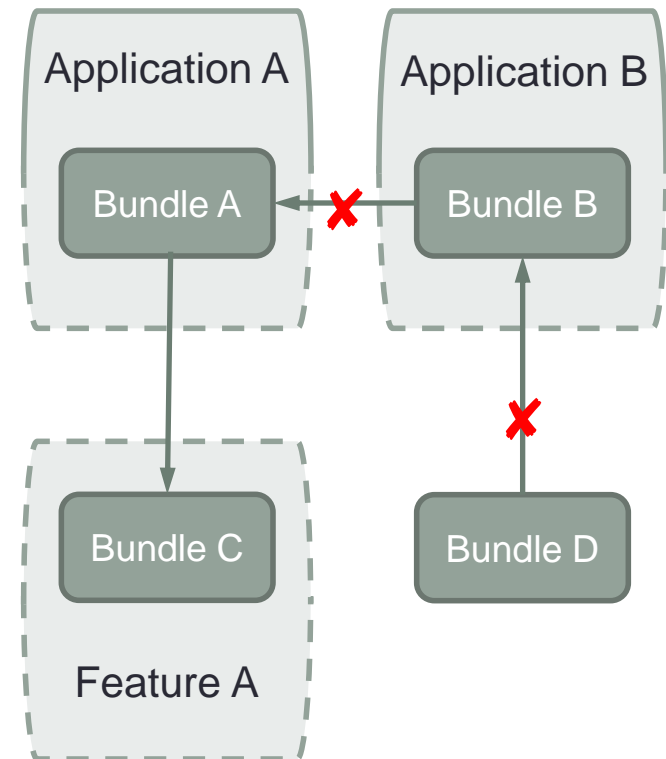 Application A
Application B
Bundle A
Bundle B
Bundle C
Bundle D
Feature A